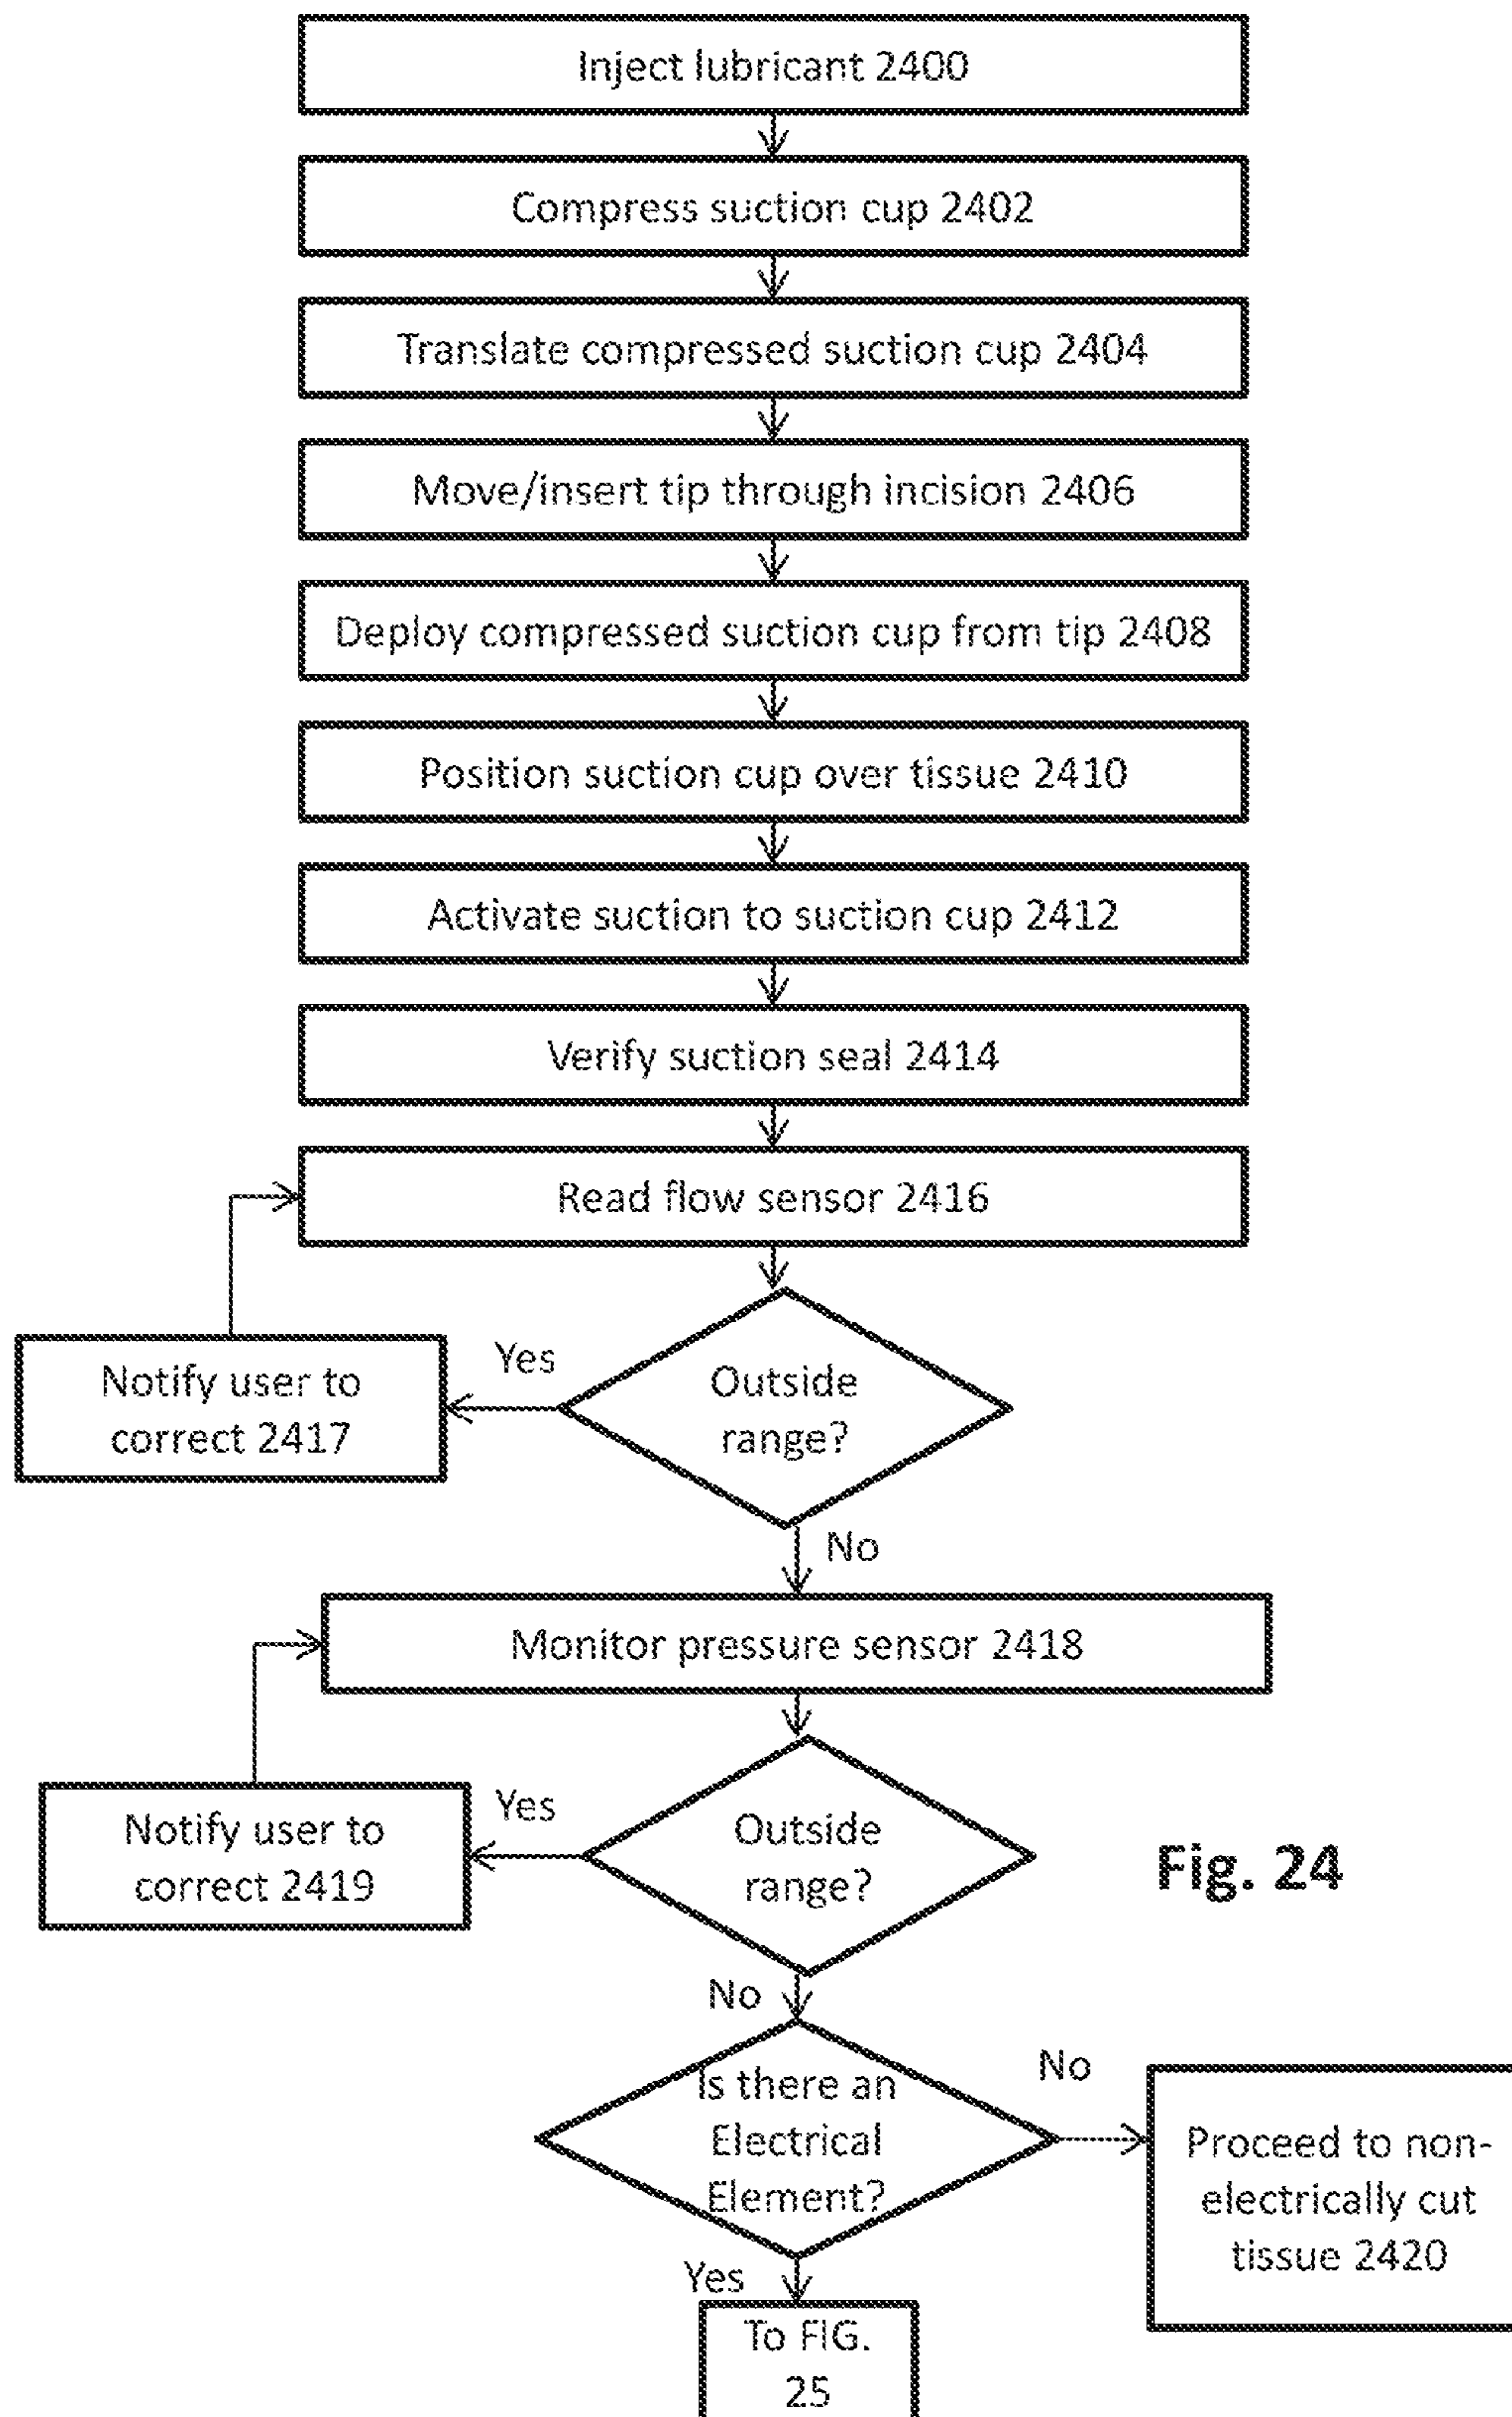 Inject lubricant 2400
Compress suction cup 2402
Translate compressed suction cup 2404
Move/insert tip through incision 2406
Deploy compressed suction cup from tip 2408
Position suction cup over tissue 2410
Activate suction to suction cup 2412
Verify suction seal 2414
Read flow sensor 2416
Yes
Outside
range?
Notify user to
correct 2417
No
Monitor pressure sensor 2418
Yes
Outside
range?
Notify user to
correct 2419
Fig. 24
No
Is there an
Electrical
Element?
No
Proceed to non-
electrically cut
tissue 2420
Yes
To FIG.
25